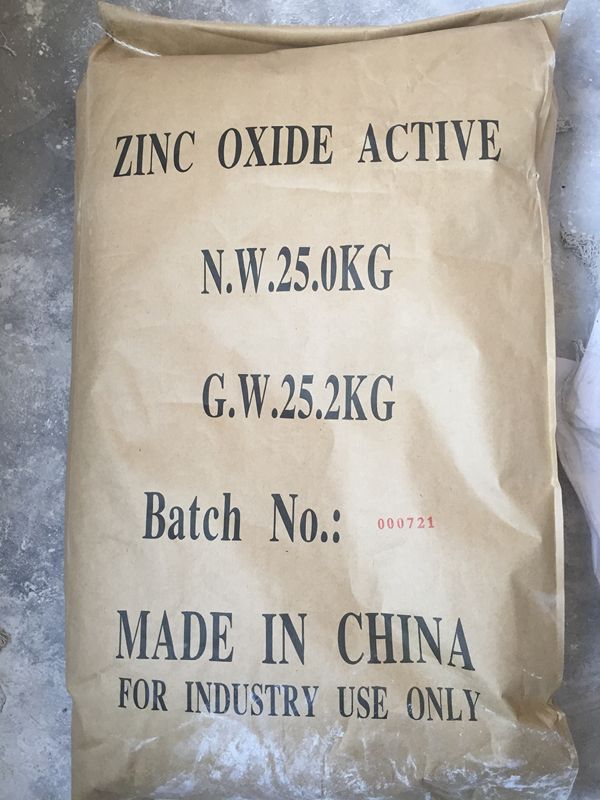 ZINC OXIDE ACTIVE
N.W.25.0KG
G.W.25.2KG
Batch No.: 000721
MADE IN CHINA
FOR INDUSTRY USE ONLY